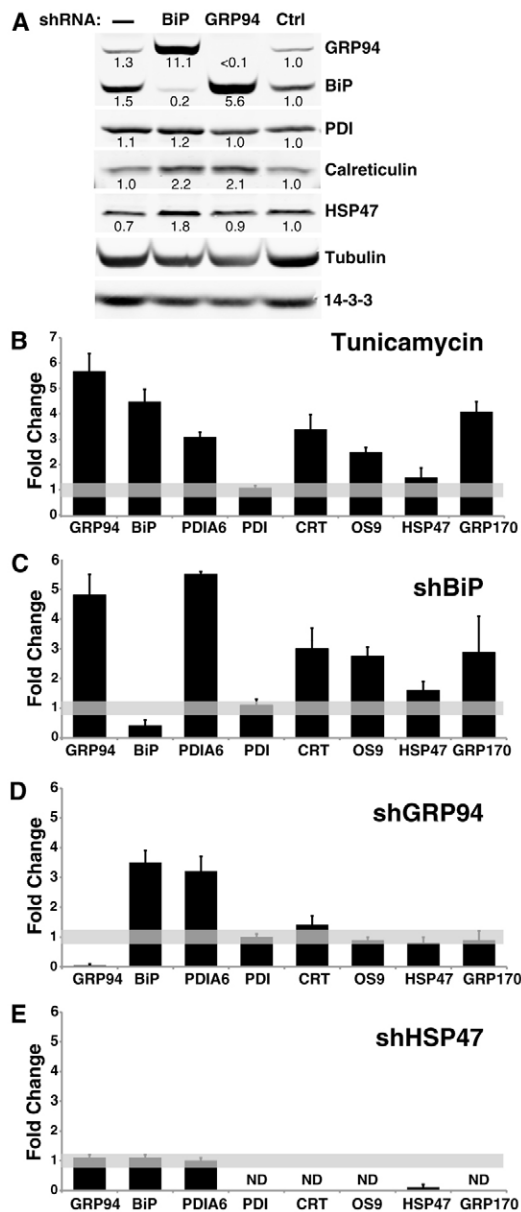 A shRNA: — BiP GRP94 Ctrl
GRP94
1.3 11.1 <0.1 1.0
BiP
1.5 0.2 5.6 1.0
PDI
1.1 1.2 1.0 1.0
Calreticulin
1.0 2.2 2.1 1.0
HSP47
0.7 1.8 0.9 1.0
Tubulin
14-3-3
B
Tunicamycin
Fold Change
7
6
5
4
3
2
1
0
GRP94 BiP PDIA6 PDI CRT OS9 HSP47 GRP170
C
shBiP
Fold Change
6
5
4
3
2
1
0
GRP94 BiP PDIA6 PDI CRT OS9 HSP47 GRP170
D
shGRP94
Fold Change
6
5
4
3
2
1
0
GRP94 BiP PDIA6 PDI CRT OS9 HSP47 GRP170
E
shHSP47
Fold Change
6
5
4
3
2
1
0
ND ND ND ND
GRP94 BiP PDIA6 PDI CRT OS9 HSP47 GRP170